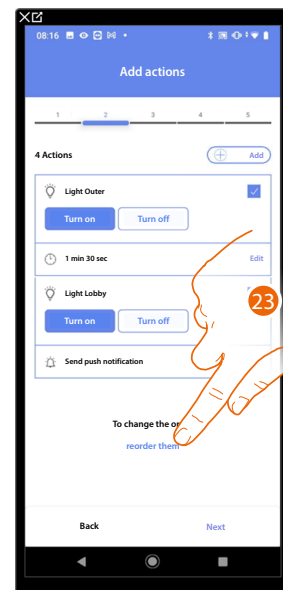 08:16
Add actions
1 2 3 4 5
4 Actions Add
Light Outer
Turn on Turn off
1 min 30 sec Edit
Light Lobby
23
Turn on Turn off
Send push notification
To change the or
reorder them
Back Next